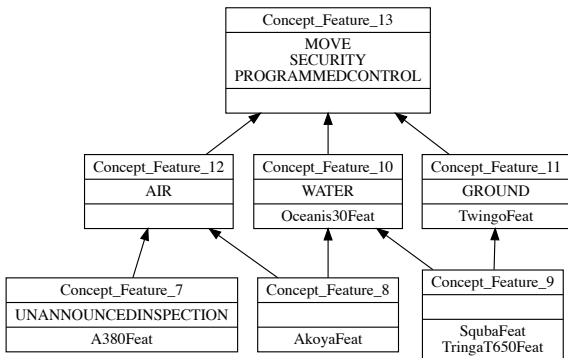 Concept_Feature_13
MOVE
SECURITY
PROGRAMMEDCONTROL
Concept_Feature_12
AIR
Concept_Feature_10
WATER
Oceanis30Feat
Concept_Feature_11
GROUND
TwingoFeat
Concept_Feature_7
UNANNOUNCEDINSPECTION
A380Feat
Concept_Feature_8
AkoyaFeat
Concept_Feature_9
SqubaFeat
TringaT650Feat